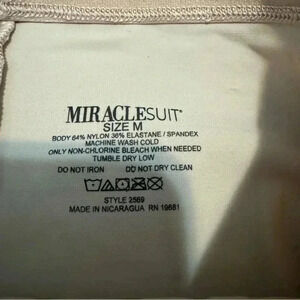 MIRACLESUIT
SIZE M
BODY 64% NYLON 36% ELASTANE / SPANDEX
MACHINE WASH COLD
ONLY NON-CHLORINE BLEACH WHEN NEEDED
TUMBLE DRY LOW
DO NOT IRON DO NOT DRY CLEAN
STYLE 2569
MADE IN NICARAGUA RN 19681